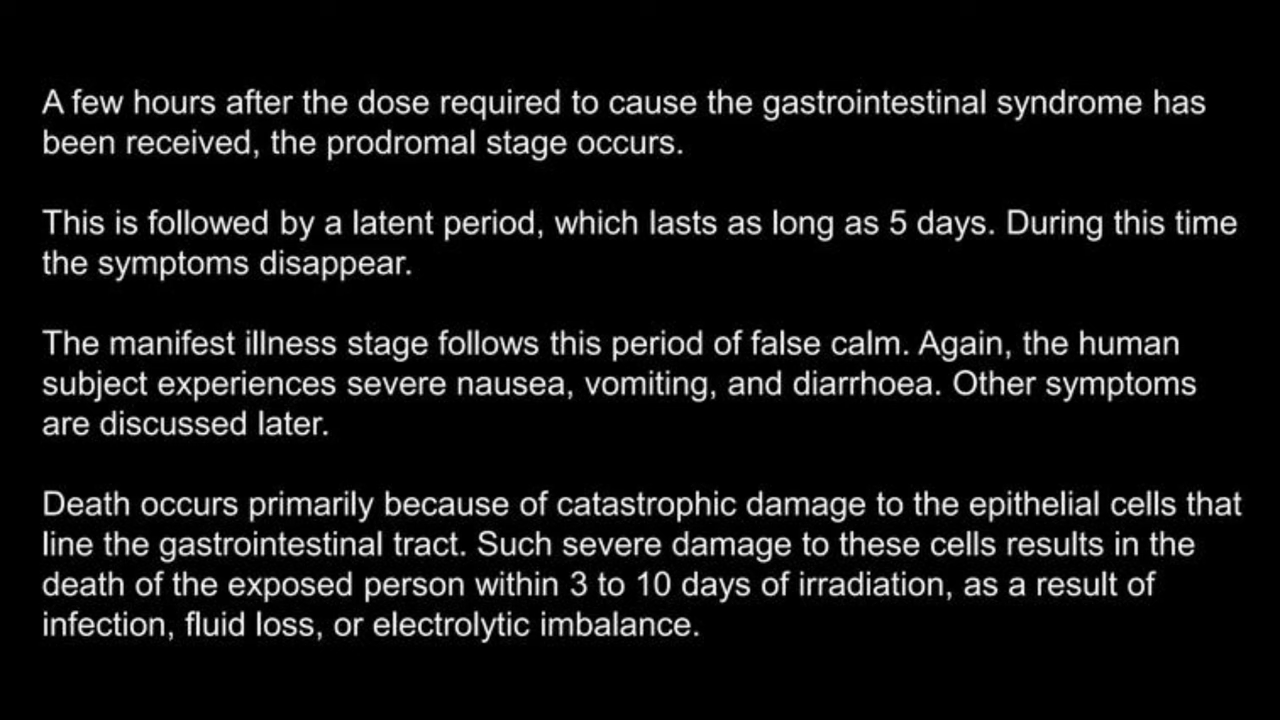 A few hours after the dose required to cause the gastrointestinal syndrome has
been received, the prodromal stage occurs.
This is followed by a latent period, which lasts as long as 5 days. During this time
the symptoms disappear.
The manifest illness stage follows this period of false calm. Again, the human
subject experiences severe nausea, vomiting, and diarrhoea. Other symptoms
are discussed later.
Death occurs primarily because of catastrophic damage to the epithelial cells that
line the gastrointestinal tract. Such severe damage to these cells results in the
death of the exposed person within 3 to 10 days of irradiation, as a result of
infection, fluid loss, or electrolytic imbalance.